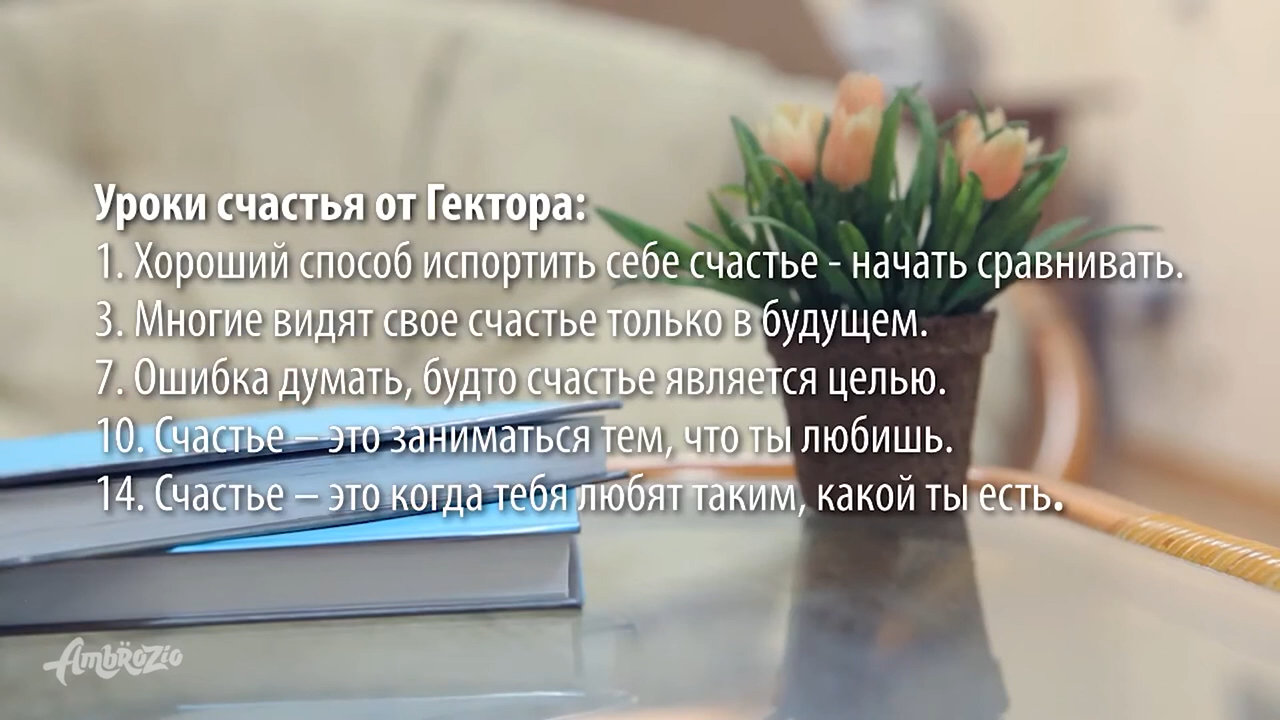 Уроки счастья от Гектора:
1. Хороший способ испортить себе счастье - начать сравнивать.
3. Многие видят свое счастье только в будущем.
7. Ошибка думать, будто счастье является целью.
10. Счастье – это заниматься тем, что ты любишь.
14. Счастье – это когда тебя любят таким, какой ты есть.
Ambrözio